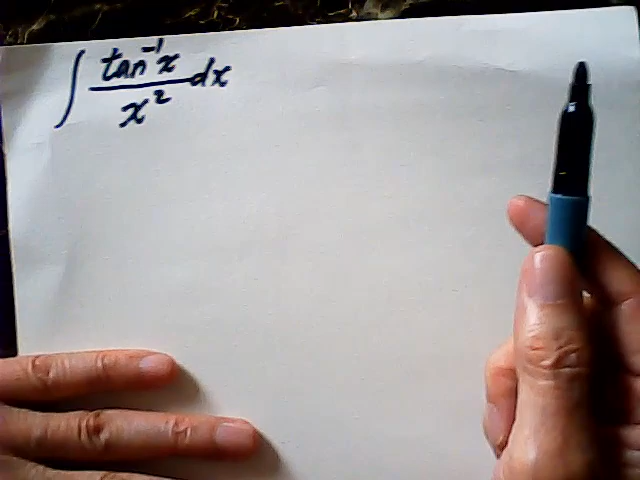 ∫ tan⁻¹x / x² dx